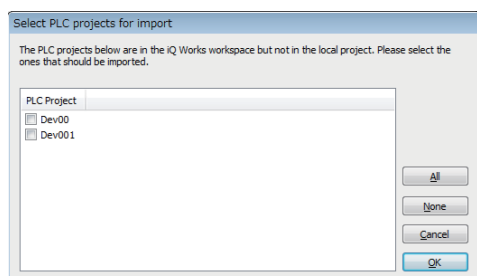 Select PLC projects for import
The PLC projects below are in the iQ Works workspace but not in the local project. Please select the
ones that should be imported.
PLC Project
Dev00
Dev001
All
None
Cancel
OK